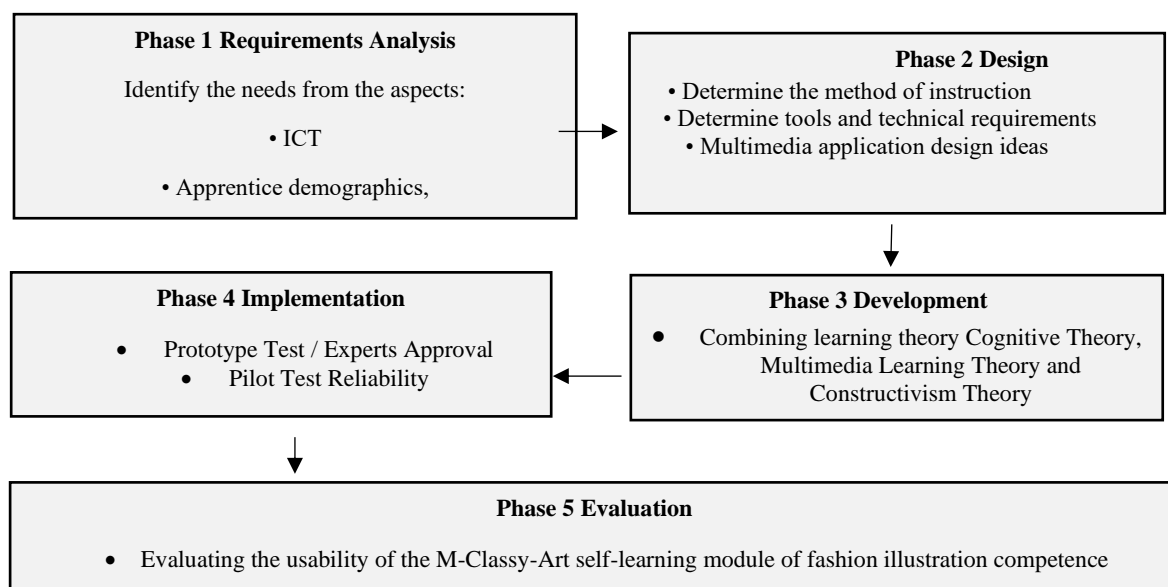 Phase 1 Requirements Analysis
Identify the needs from the aspects:
• ICT
• Apprentice demographics,
Phase 2 Design
• Determine the method of instruction
• Determine tools and technical requirements
• Multimedia application design ideas
Phase 3 Development
• Combining learning theory Cognitive Theory,
Multimedia Learning Theory and
Constructivism Theory
Phase 4 Implementation
• Prototype Test / Experts Approval
• Pilot Test Reliability
Phase 5 Evaluation
• Evaluating the usability of the M-Classy-Art self-learning module of fashion illustration competence